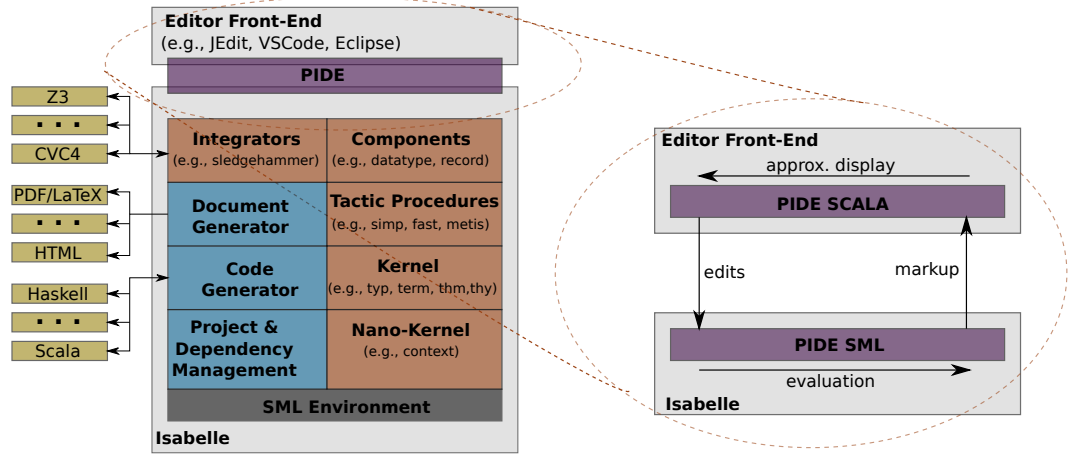 Editor Front-End
(e.g., JEdit, VSCode, Eclipse)
PIDE
Z3
▪ ▪ ▪
CVC4
PDF/LaTeX
▪ ▪ ▪
HTML
Haskell
▪ ▪ ▪
Scala
Integrators
(e.g., sledgehammer)
Components
(e.g., datatype, record)
Document
Generator
Tactic Procedures
(e.g., simp, fast, metis)
Code
Generator
Kernel
(e.g., typ, term, thm,thy)
Project &
Dependency
Management
Nano-Kernel
(e.g., context)
SML Environment
Isabelle
Editor Front-End
approx. display
PIDE SCALA
edits
markup
PIDE SML
evaluation
Isabelle